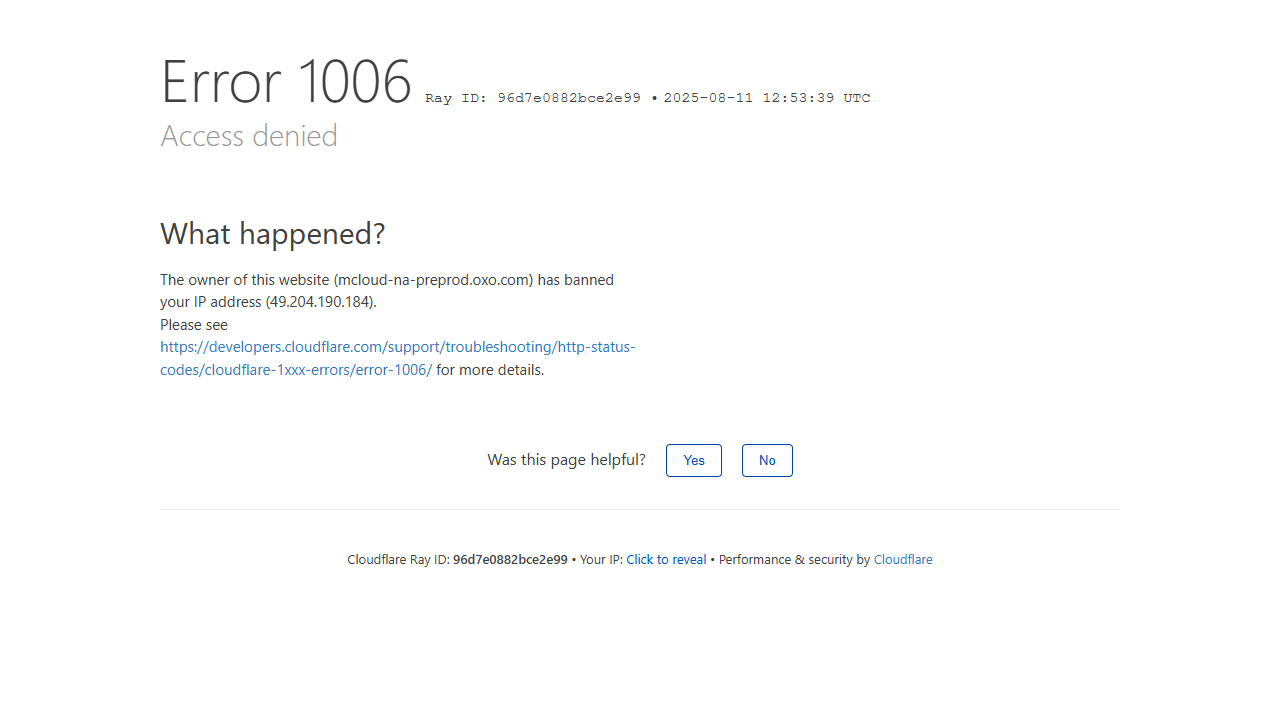 Error 1006 Ray ID: 96d7e0882bce2e99 • 2025-08-11 12:53:39 UTC
Access denied
What happened?
The owner of this website (mcloud-na-preprod.oxo.com) has banned
your IP address (49.204.190.184).
Please see
https://developers.cloudflare.com/support/troubleshooting/http-status-
codes/cloudflare-1xxx-errors/error-1006/ for more details.
Was this page helpful? Yes No
Cloudflare Ray ID: 96d7e0882bce2e99 • Your IP: Click to reveal • Performance & security by Cloudflare